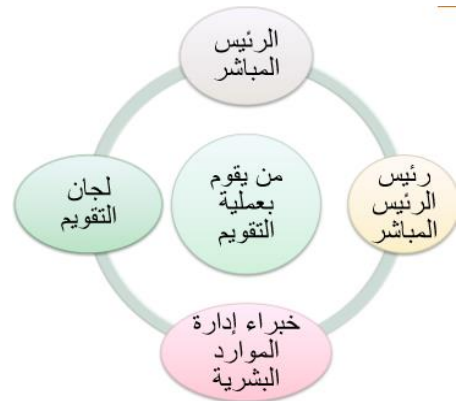 الرئيس
المباشر
رئيس
الرئيس
المباشر
من يقوم
بعملية
التقويم
لجان
التقويم
خبراء إدارة
الموارد
البشرية